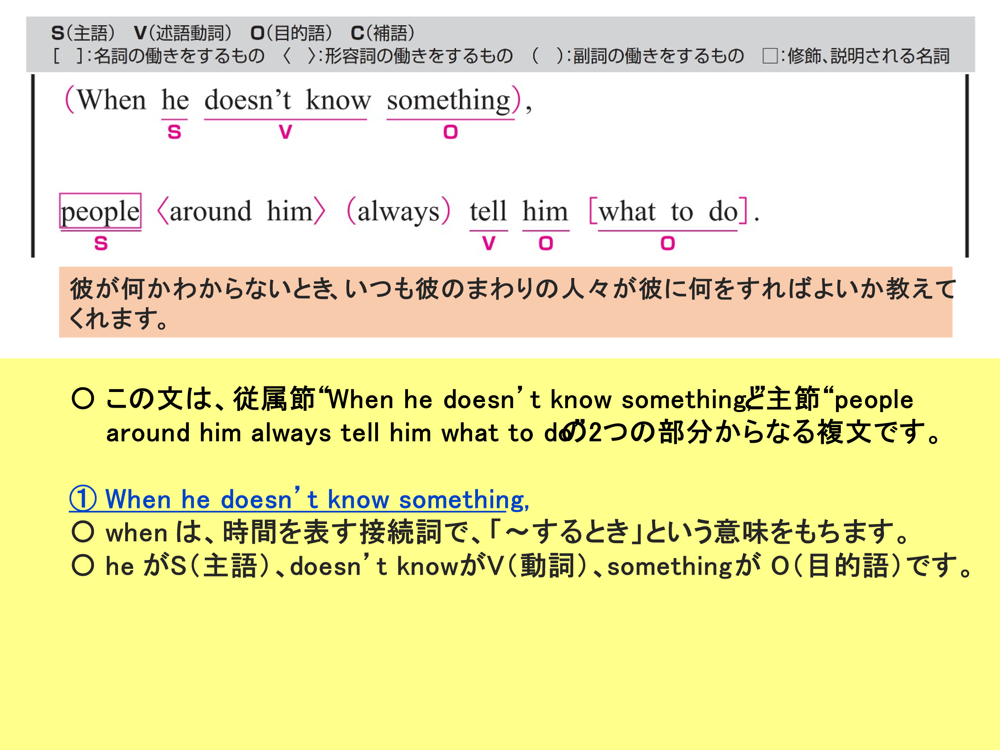 S(主語) V(述語動詞) O(目的語) C(補語)
[ ]:名詞の働きをするもの 〈 〉:形容詞の働きをするもの ( ):副詞の働きをするもの □:修飾、説明される名詞
(When he doesn't know something),
S V O
people 〈around him〉 (always) tell him [what to do].
S V O O
彼が何かわからないとき、いつも彼のまわりの人々が彼に何をすればよいか教えて
くれます。
○ この文は、従属節“When he doesn’t know something,”と主節“people
around him always tell him what to do”の2つの部分からなる複文です。
① When he doesn’t know something,
○ when は、時間を表す接続詞で、「～するとき」という意味をもちます。
○ he がS(主語)、doesn’t knowがV(動詞)、somethingが O(目的語)です。